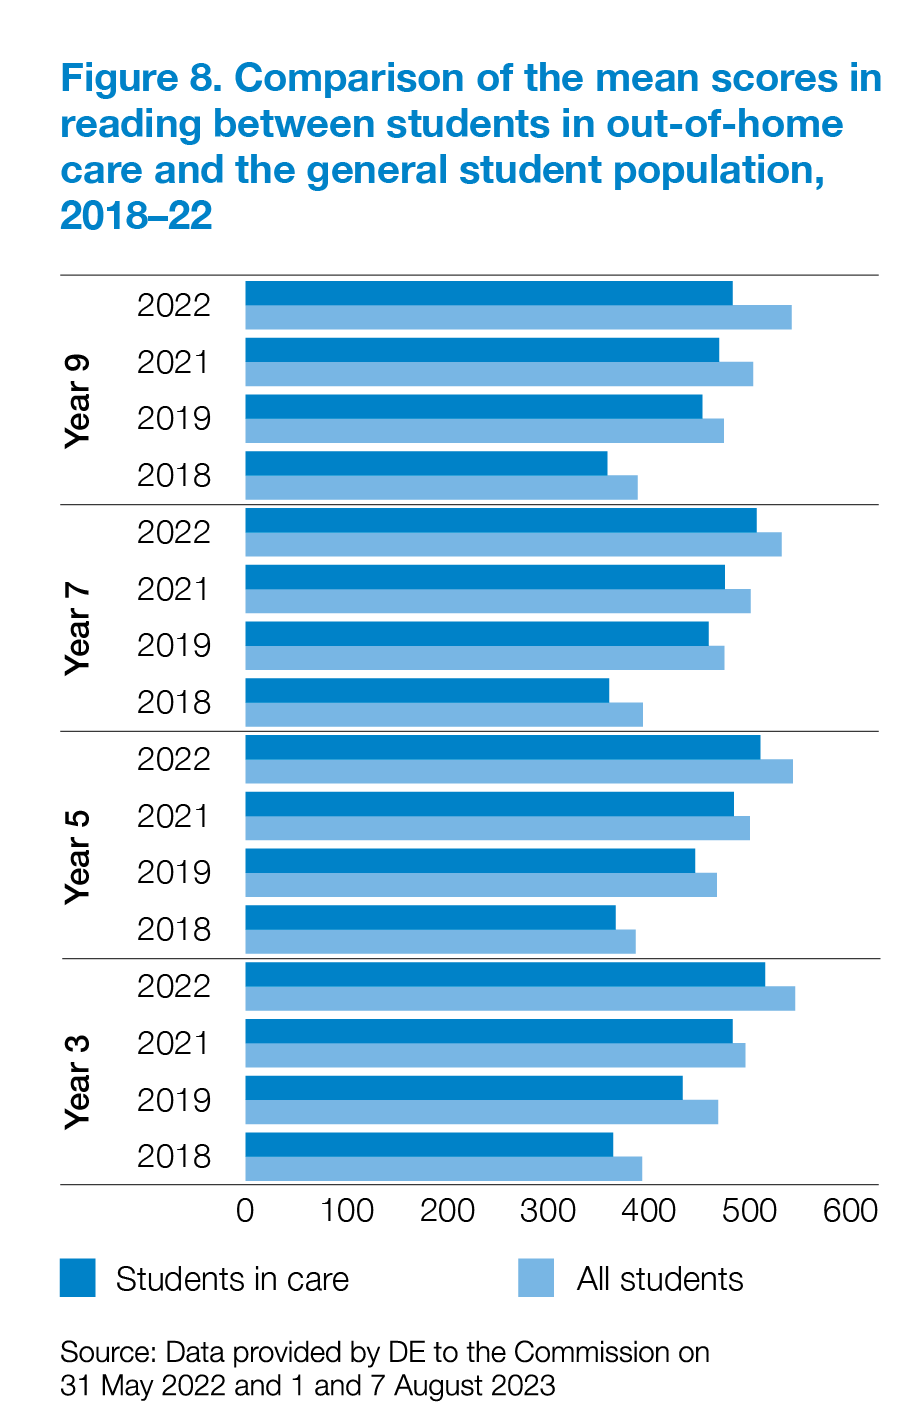 Figure 8. Comparison of the mean scores in
reading between students in out-of-home
care and the general student population,
2018–22
Year 9
2022
2021
2019
2018
Year 7
2022
2021
2019
2018
Year 5
2022
2021
2019
2018
Year 3
2022
2021
2019
2018
0 100 200 300 400 500 600
Students in care All students
Source: Data provided by DE to the Commission on
31 May 2022 and 1 and 7 August 2023